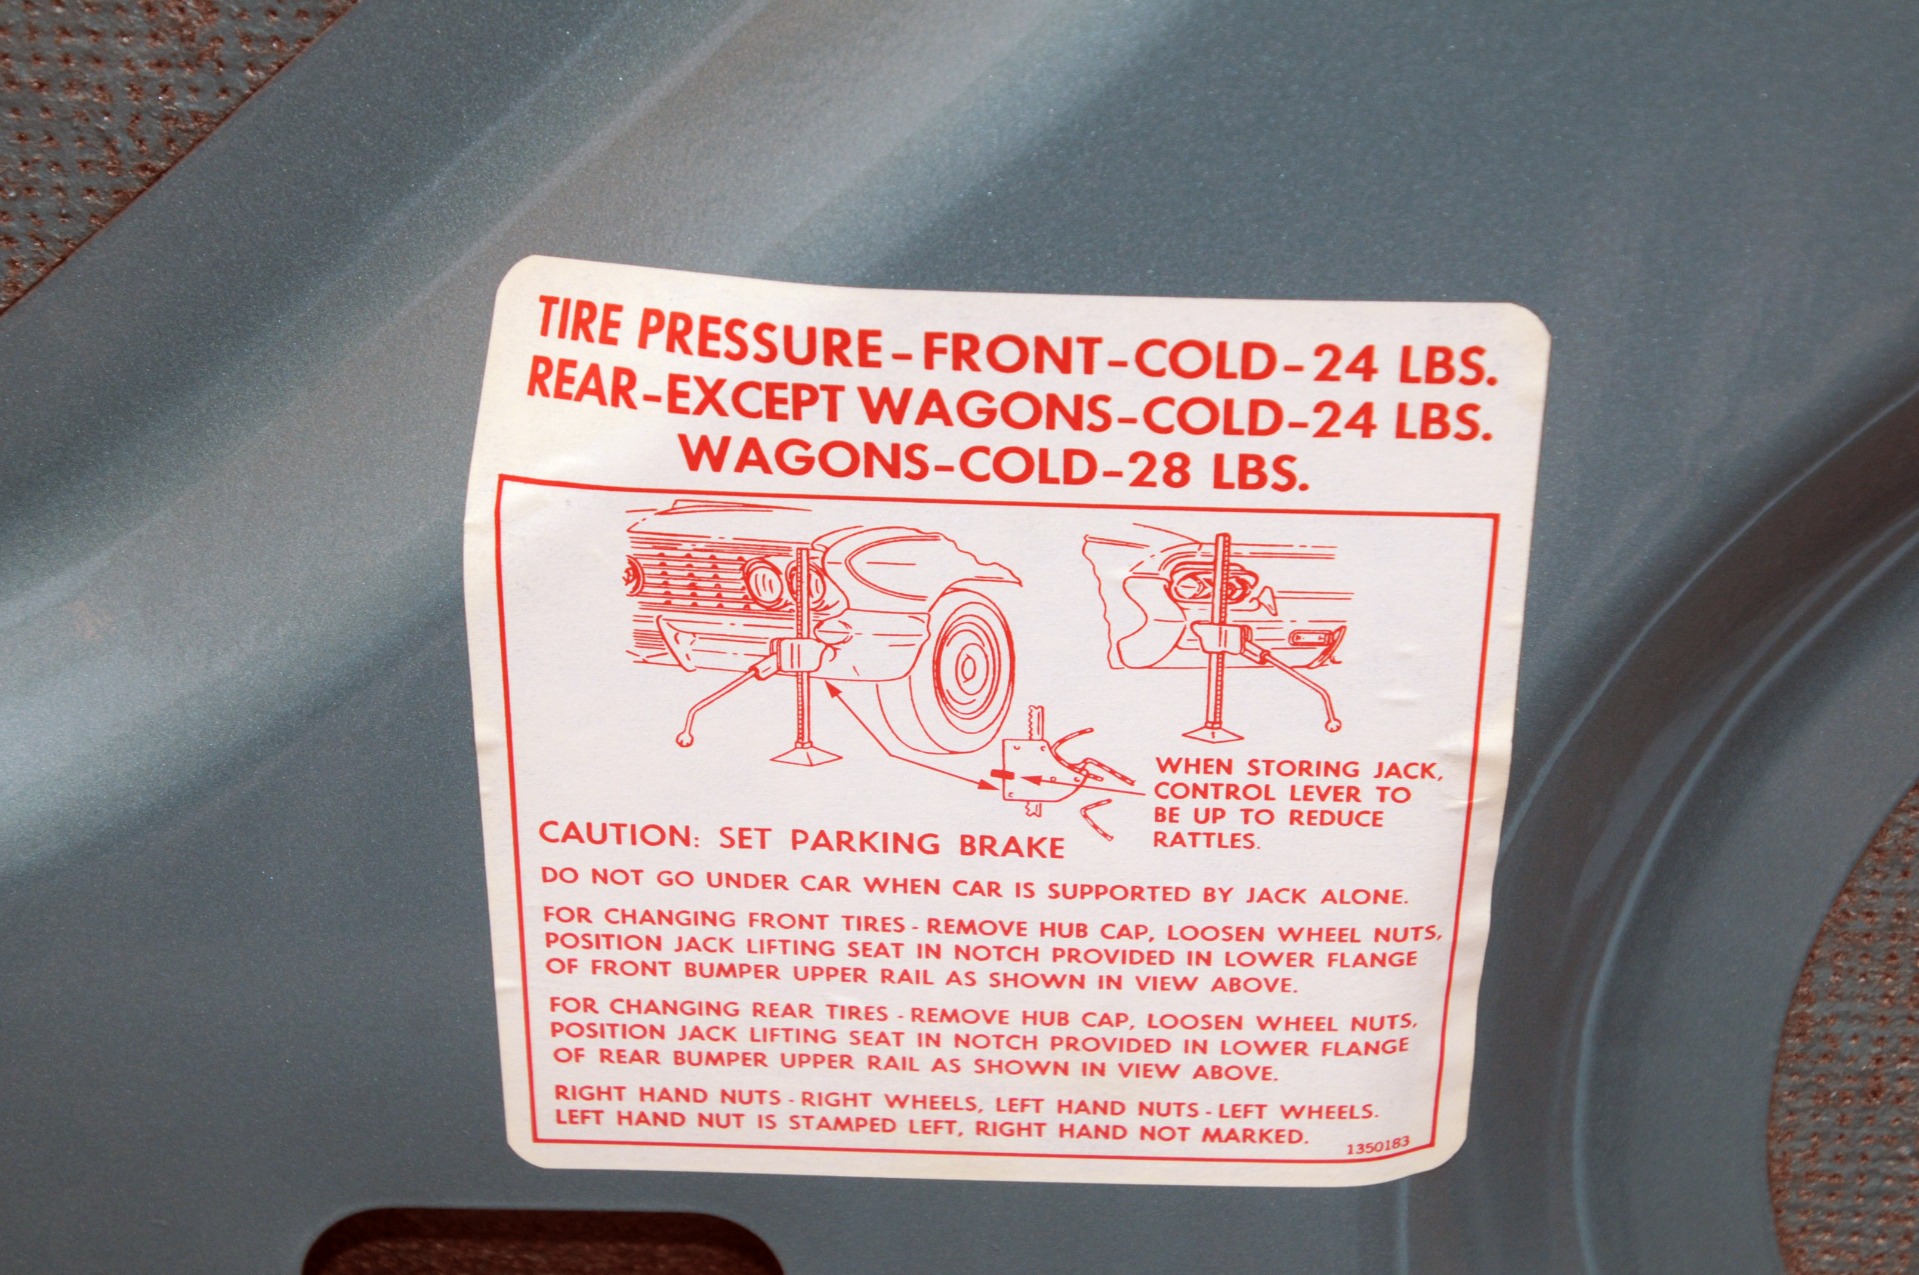 TIRE PRESSURE-FRONT-COLD-24 LBS.
REAR-EXCEPT WAGONS-COLD-24 LBS.
WAGONS-COLD-28 LBS.
WHEN STORING JACK,
CONTROL LEVER TO
BE UP TO REDUCE
RATTLES.
CAUTION: SET PARKING BRAKE
DO NOT GO UNDER CAR WHEN CAR IS SUPPORTED BY JACK ALONE.
FOR CHANGING FRONT TIRES - REMOVE HUB CAP, LOOSEN WHEEL NUTS,
POSITION JACK LIFTING SEAT IN NOTCH PROVIDED IN LOWER FLANGE
OF FRONT BUMPER UPPER RAIL AS SHOWN IN VIEW ABOVE.
FOR CHANGING REAR TIRES - REMOVE HUB CAP, LOOSEN WHEEL NUTS,
POSITION JACK LIFTING SEAT IN NOTCH PROVIDED IN LOWER FLANGE
OF REAR BUMPER UPPER RAIL AS SHOWN IN VIEW ABOVE.
RIGHT HAND NUTS - RIGHT WHEELS, LEFT HAND NUTS - LEFT WHEELS.
LEFT HAND NUT IS STAMPED LEFT, RIGHT HAND NOT MARKED.
1350183